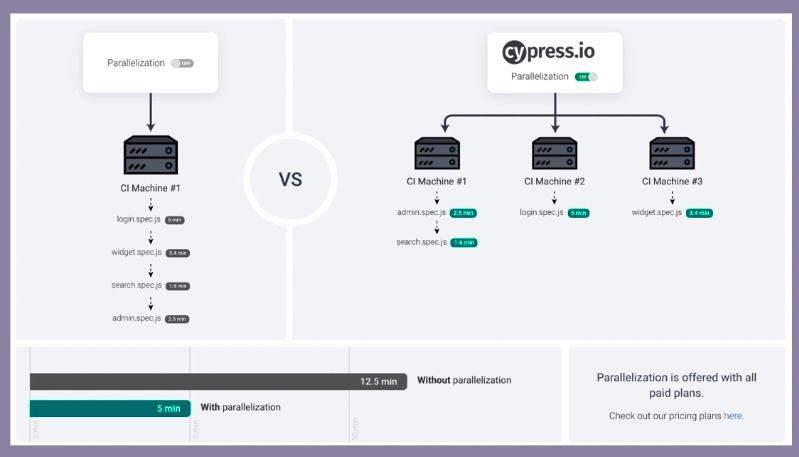 Parallelization OFF
CI Machine #1
login.spec.js 5 min
widget.spec.js 3.4 min
search.spec.js 1.6 min
admin.spec.js 2.5 min
VS
cypress.io
Parallelization ON
CI Machine #1
admin.spec.js 2.5 min
search.spec.js 1.6 min
CI Machine #2
login.spec.js 5 min
CI Machine #3
widget.spec.js 3.4 min
12.5 min Without parallelization
5 min With parallelization
0 min
5 min
10 min
Parallelization is offered with all
paid plans.
Check out our pricing plans here.